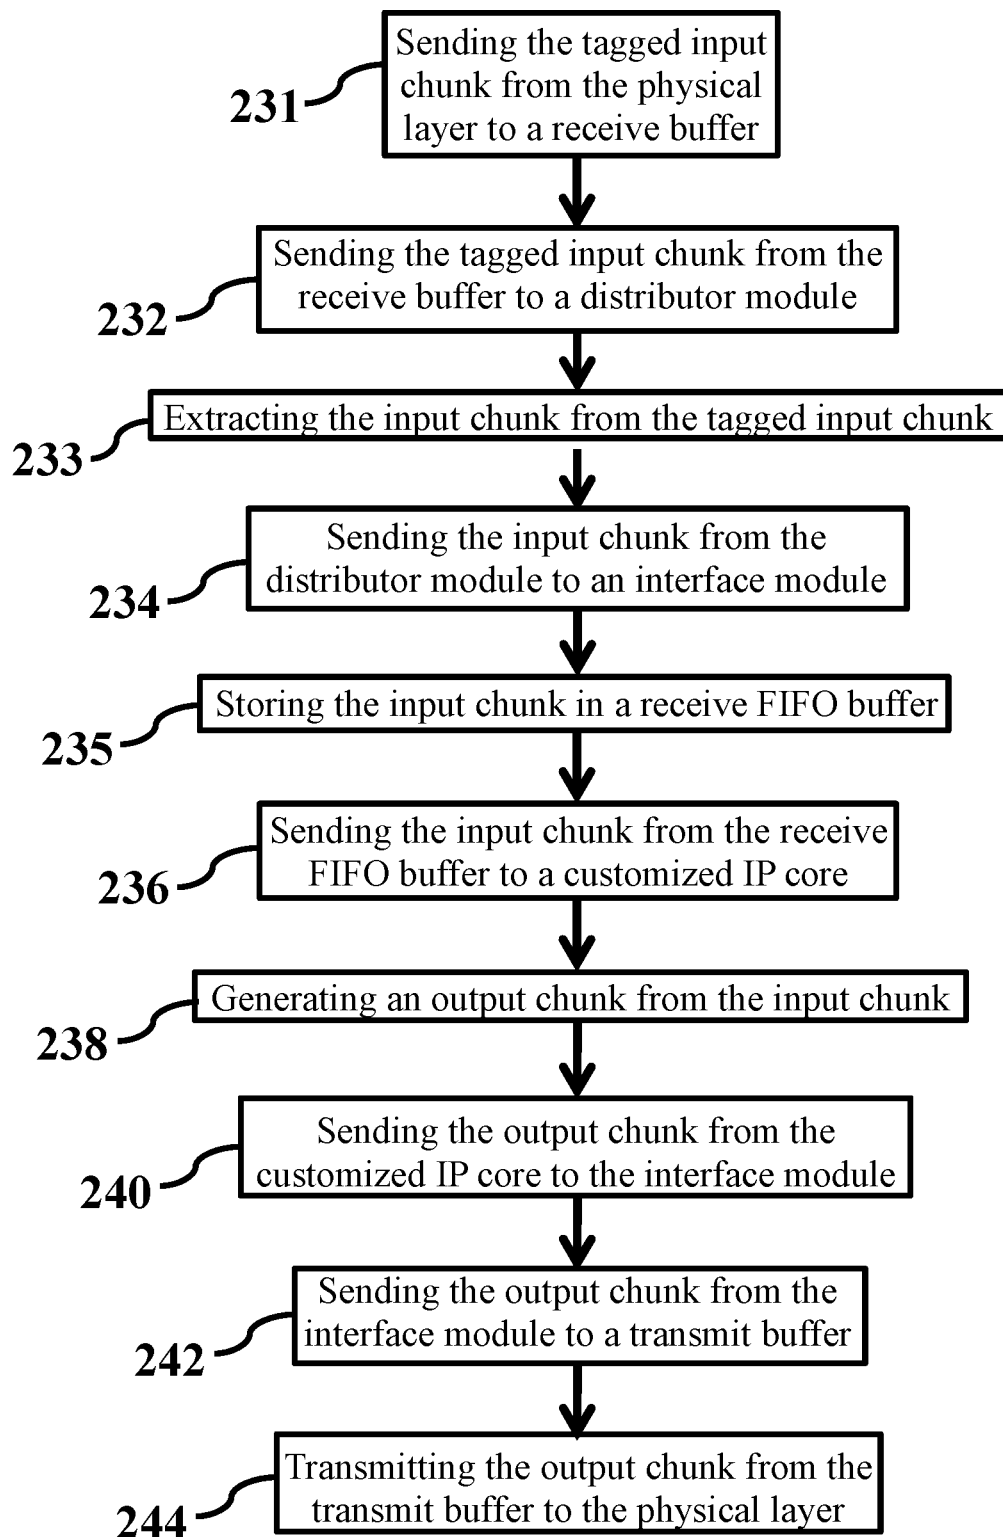 Sending the tagged input
chunk from the physical
layer to a receive buffer
231
Sending the tagged input chunk from the
receive buffer to a distributor module
232
Extracting the input chunk from the tagged input chunk
233
Sending the input chunk from the
distributor module to an interface module
234
Storing the input chunk in a receive FIFO buffer
235
Sending the input chunk from the receive
FIFO buffer to a customized IP core
236
Generating an output chunk from the input chunk
238
Sending the output chunk from the
customized IP core to the interface module
240
Sending the output chunk from the
interface module to a transmit buffer
242
Transmitting the output chunk from the
transmit buffer to the physical layer
244